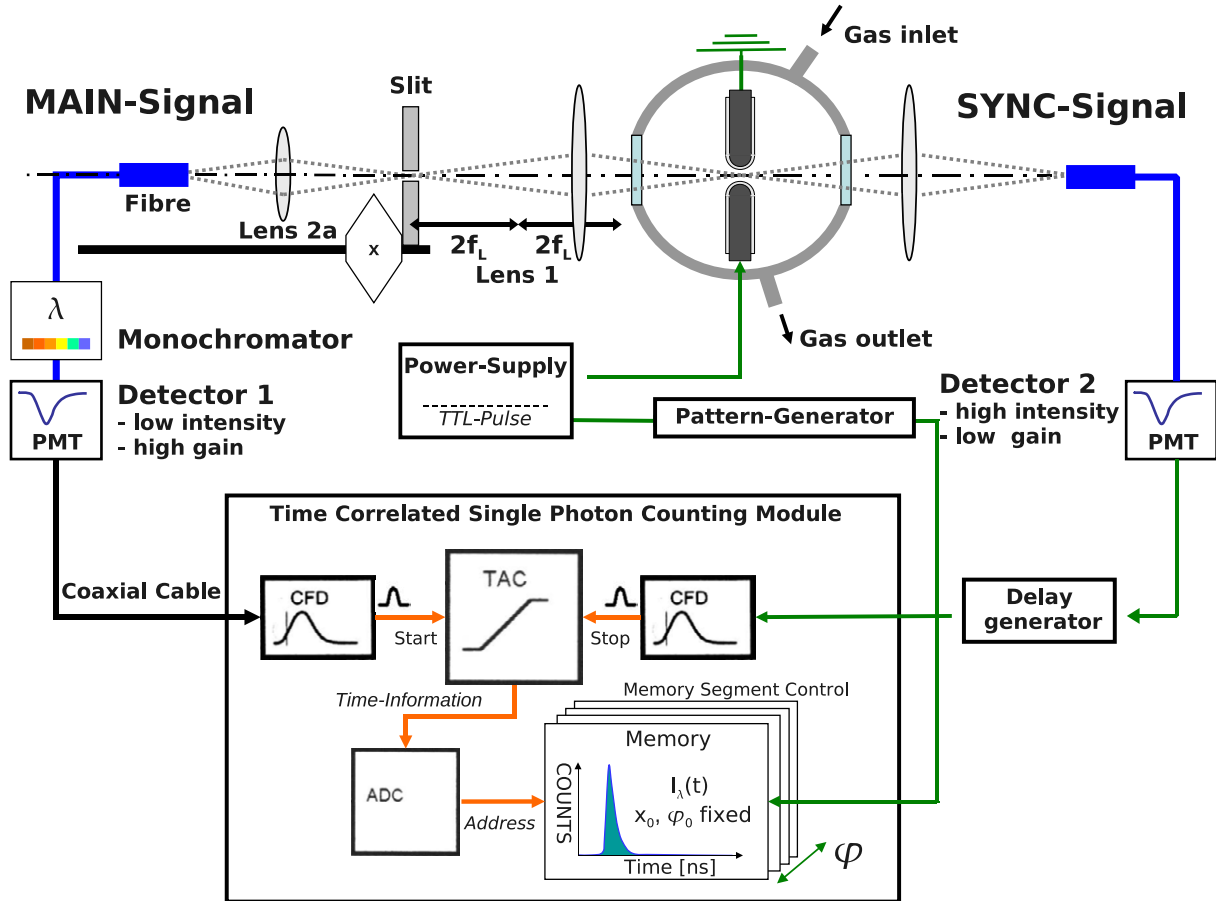 Gas inlet
Slit
MAIN-Signal
SYNC-Signal
Fibre
Lens 2a
x
2f_L
2f_L
Lens 1
λ
Monochromator
Gas outlet
Power-Supply
TTL-Pulse
Pattern-Generator
Detector 1
- low intensity
- high gain
PMT
Detector 2
- high intensity
- low gain
PMT
Time Correlated Single Photon Counting Module
Coaxial Cable
CFD
Start
TAC
Stop
CFD
Delay
generator
Time-Information
Memory Segment Control
ADC
Address
Memory
COUNTS
I_λ(t)
x_0, φ_0 fixed
Time [ns]
φ